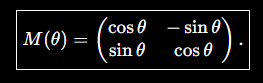 M(θ) = ( cos θ  − sin θ
sin θ  cos θ ) .